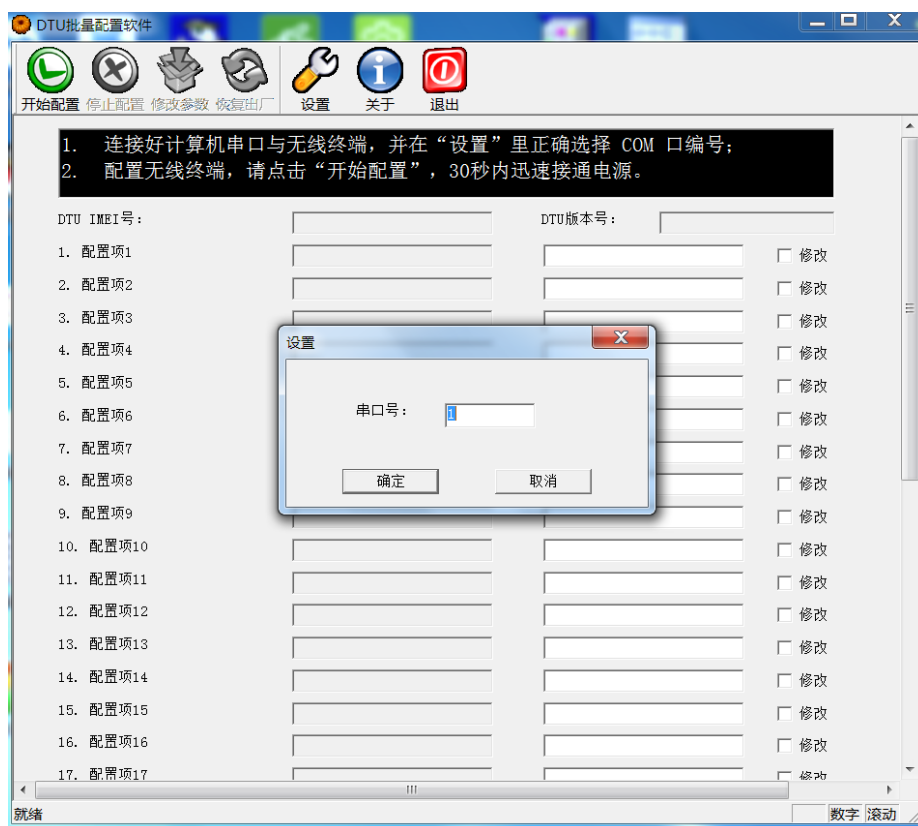 DTU批量配置软件
开始配置 停止配置 修改参数 恢复出厂 设置 关于 退出
1. 连接好计算机串口与无线终端，并在“设置”里正确选择 COM 口编号；
2. 配置无线终端，请点击“开始配置”，30秒内迅速接通电源。
DTU IMEI号： DTU版本号：
1. 配置项1 修改
2. 配置项2 修改
3. 配置项3 修改
设置
4. 配置项4 修改
5. 配置项5 修改
串口号： 1
6. 配置项6 修改
7. 配置项7 修改
8. 配置项8 修改
确定 取消
9. 配置项9 修改
10. 配置项10 修改
11. 配置项11 修改
12. 配置项12 修改
13. 配置项13 修改
14. 配置项14 修改
15. 配置项15 修改
16. 配置项16 修改
17. 配置项17 修改
就绪 数字 滚动